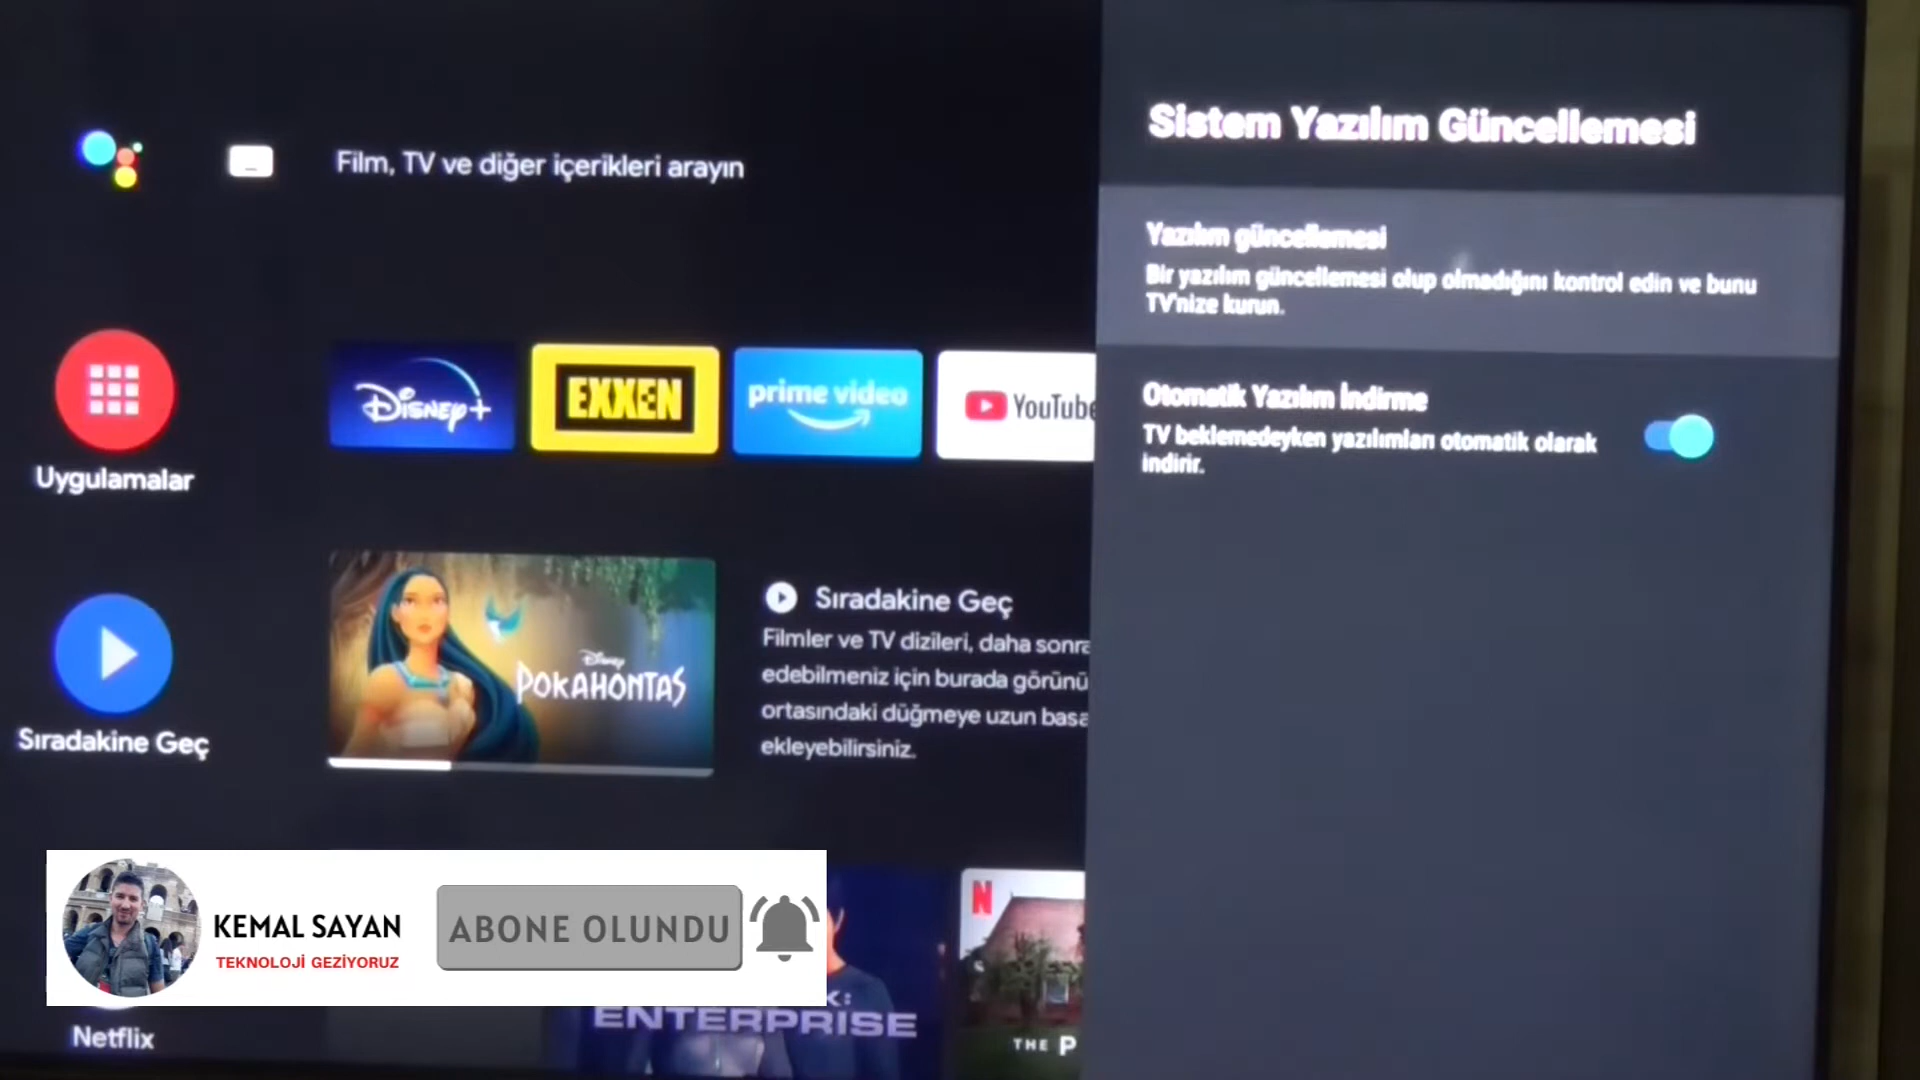 Film, TV ve diğer içerikleri arayın
Sistem Yazılım Güncellemesi
Yazılım güncellemesi
Bir yazılım güncellemesi olup olmadığını kontrol edin ve bunu
TV'nize kurun.
Otomatik Yazılım İndirme
TV beklemedeyken yazılımları otomatik olarak
indirir.
Uygulamalar
Disney+
EXXEN
prime video
YouTube
Sıradakine Geç
Disney
POKAHONTAS
Sıradakine Geç
Filmler ve TV dizileri, daha sonra
edebilmeniz için burada görünü
ortasındaki düğmeye uzun basa
ekleyebilirsiniz.
KEMAL SAYAN
TEKNOLOJİ GEZİYORUZ
ABONE OLUNDU
Netflix
K:
ENTERPRISE
N
THE P